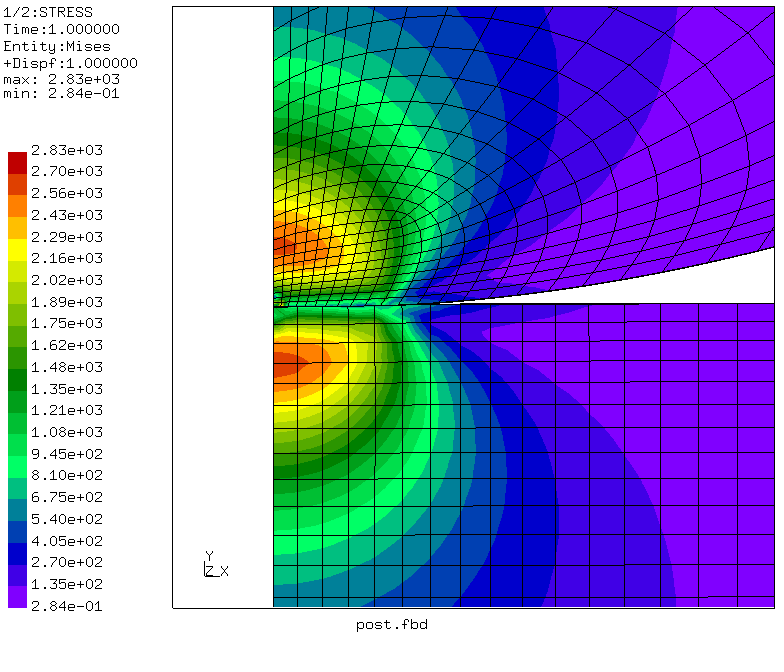 1/2:STRESS
Time:1.000000
Entity:Mises
+Dispf:1.000000
max: 2.83e+03
min: 2.84e-01
2.83e+03
2.70e+03
2.56e+03
2.43e+03
2.29e+03
2.16e+03
2.02e+03
1.89e+03
1.75e+03
1.62e+03
1.48e+03
1.35e+03
1.21e+03
1.08e+03
9.45e+02
8.10e+02
6.75e+02
5.40e+02
4.05e+02
2.70e+02
1.35e+02
2.84e-01
Y
Z X
post.fbd